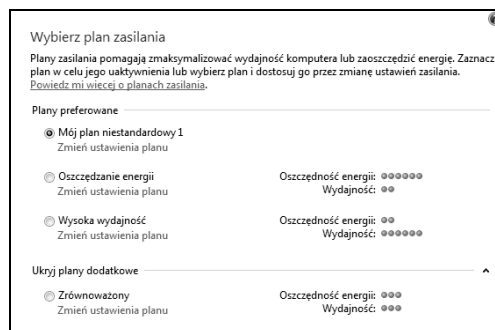 Wybierz plan zasilania
Plany zasilania pomagają zmaksymalizować wydajność komputera lub zaoszczędzić energię. Zaznacz
plan w celu jego uaktywnienia lub wybierz plan i dostosuj go przez zmianę ustawień zasilania.
Powiedz mi więcej o planach zasilania.
Plany preferowane
Mój plan niestandardowy 1
Zmień ustawienia planu
Oszczędzanie energii Oszczędność energii:
Zmień ustawienia planu Wydajność:
Wysoka wydajność Oszczędność energii:
Zmień ustawienia planu Wydajność:
Ukryj plany dodatkowe
Zrównoważony Oszczędność energii:
Zmień ustawienia planu Wydajność: